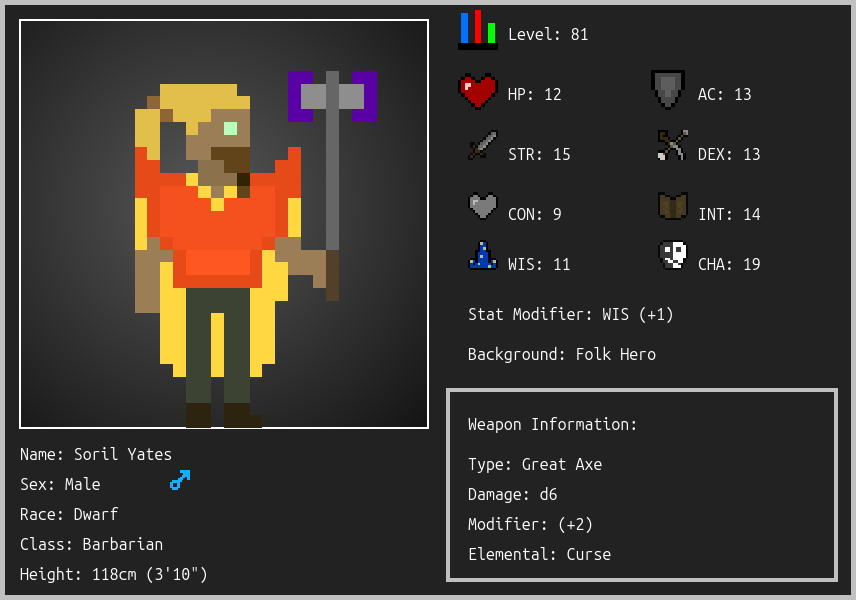 Level: 81
HP: 12
AC: 13
STR: 15
DEX: 13
CON: 9
INT: 14
WIS: 11
CHA: 19
Stat Modifier: WIS (+1)
Background: Folk Hero
Weapon Information:
Type: Great Axe
Damage: d6
Modifier: (+2)
Elemental: Curse
Name: Soril Yates
Sex: Male
Race: Dwarf
Class: Barbarian
Height: 118cm (3'10")